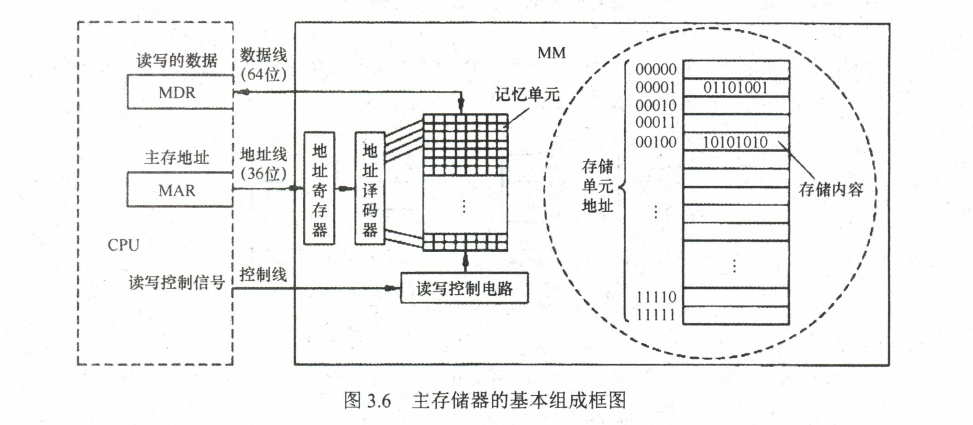 读写的数据
MDR
数据线
(64位)
MM
记忆单元
主存地址
MAR
地址线
(36位)
地址寄存器
地址译码器
⋮
CPU
读写控制信号
控制线
读写控制电路
存储
单元
地址
00000
00001
01101001
00010
00011
00100
10101010
存储内容
⋮
⋮
11110
11111
图 3.6 主存储器的基本组成框图